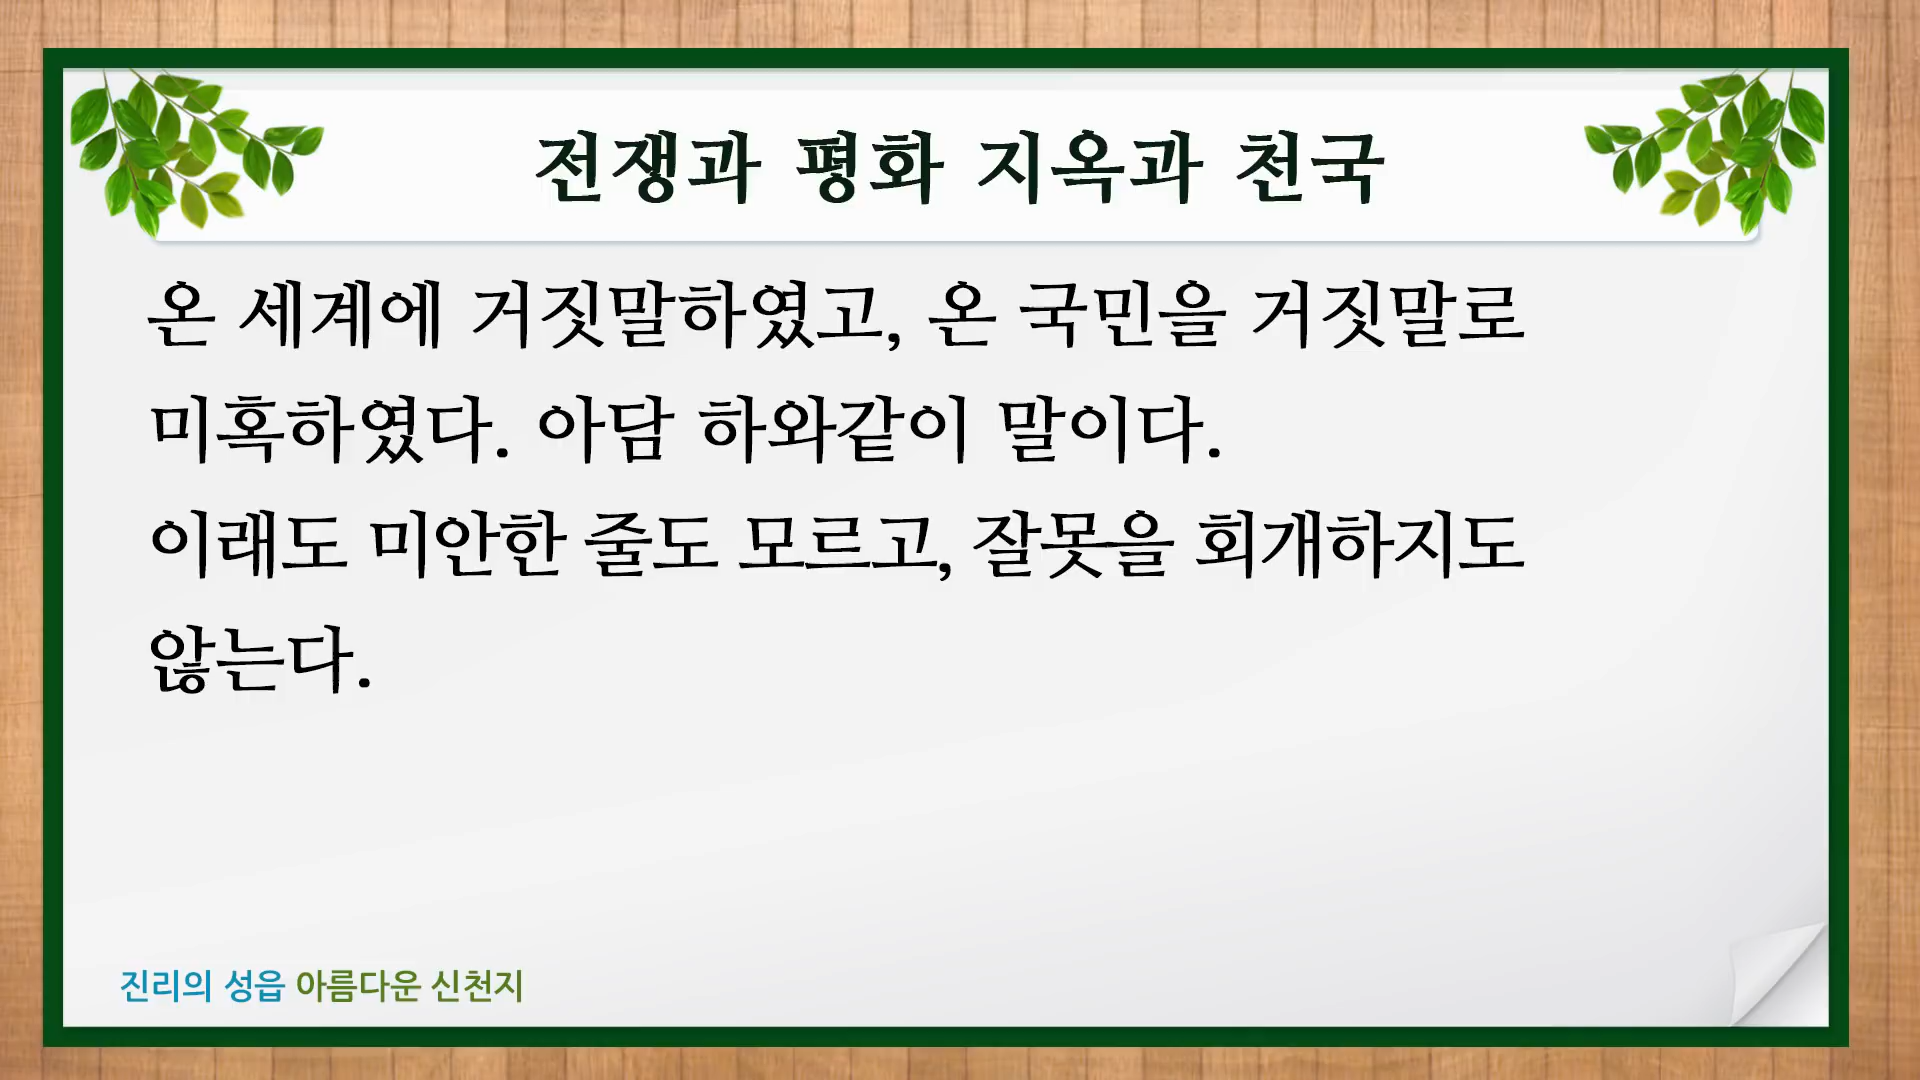 전쟁과 평화 지옥과 천국
온 세계에 거짓말하였고, 온 국민을 거짓말로
미혹하였다. 아담 하와같이 말이다.
이래도 미안한 줄도 모르고, 잘못을 회개하지도
않는다.
진리의 성읍 아름다운 신천지